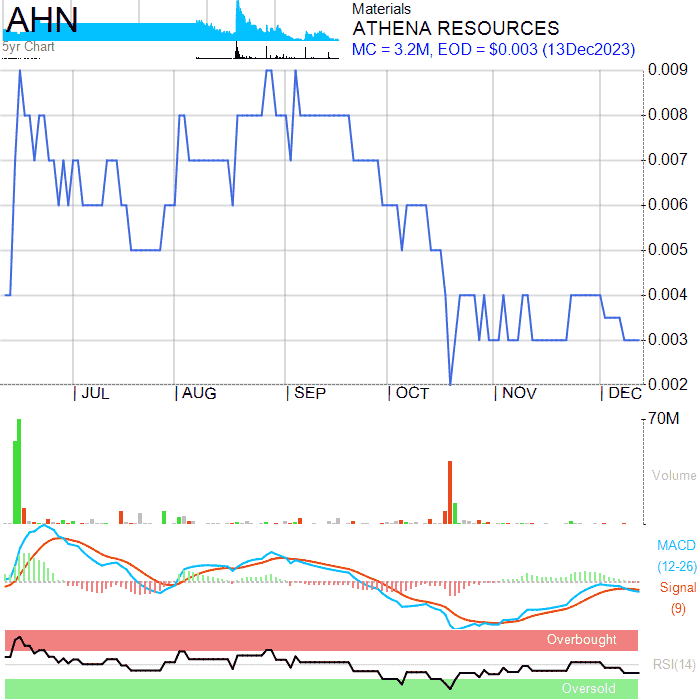 AHN
5yr Chart
Materials
ATHENA RESOURCES
MC = 3.2M, EOD = $0.003 (13Dec2023)
0.009
0.008
0.007
0.006
0.005
0.004
0.003
0.002
JUL
AUG
SEP
OCT
NOV
DEC
70M
Volume
MACD
(12-26)
Signal
(9)
Overbought
RSI(14)
Oversold